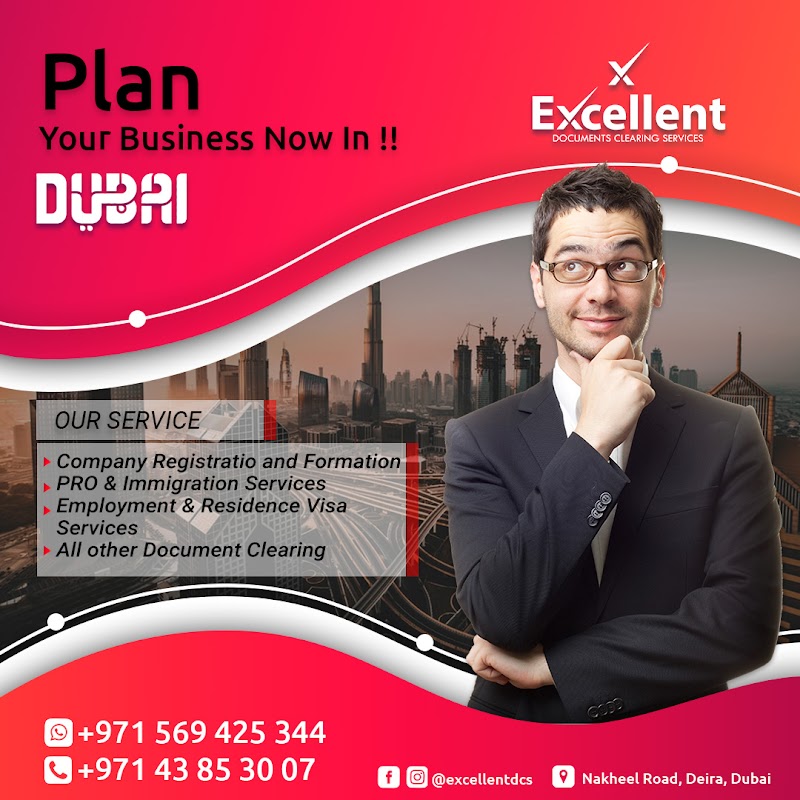 Plan
Your Business Now In !!
DUBAI
Excellent
DOCUMENTS CLEARING SERVICES
OUR SERVICE
Company Registratio and Formation
PRO & Immigration Services
Employment & Residence Visa
Services
All other Document Clearing
+971 569 425 344
+971 43 85 30 07
@excellentdcs
Nakheel Road, Deira, Dubai